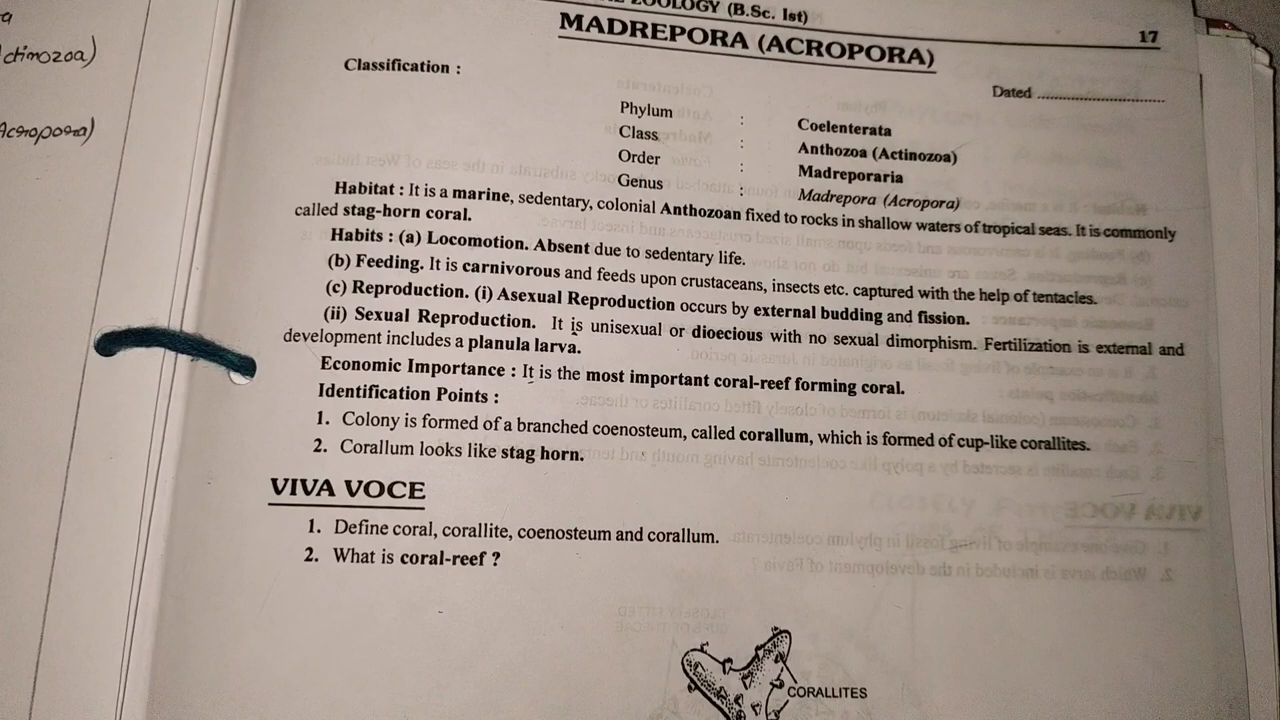 ZOOLOGY (B.Sc. Ist)
17
MADREPORA (ACROPORA)
Classification :
Dated
Phylum : Coelenterata
Class : Anthozoa (Actinozoa)
Order : Madreporaria
Genus : Madrepora (Acropora)
Habitat : It is a marine, sedentary, colonial Anthozoan fixed to rocks in shallow waters of tropical seas. It is commonly
called stag-horn coral.
Habits : (a) Locomotion. Absent due to sedentary life.
(b) Feeding. It is carnivorous and feeds upon crustaceans, insects etc. captured with the help of tentacles.
(c) Reproduction. (i) Asexual Reproduction occurs by external budding and fission.
(ii) Sexual Reproduction. It is unisexual or dioecious with no sexual dimorphism. Fertilization is external and
development includes a planula larva.
Economic Importance : It is the most important coral-reef forming coral.
Identification Points :
1. Colony is formed of a branched coenosteum, called corallum, which is formed of cup-like corallites.
2. Corallum looks like stag horn.
VIVA VOCE
1. Define coral, corallite, coenosteum and corallum.
2. What is coral-reef ?
CORALLITES
ctinozoa)
Acropora)